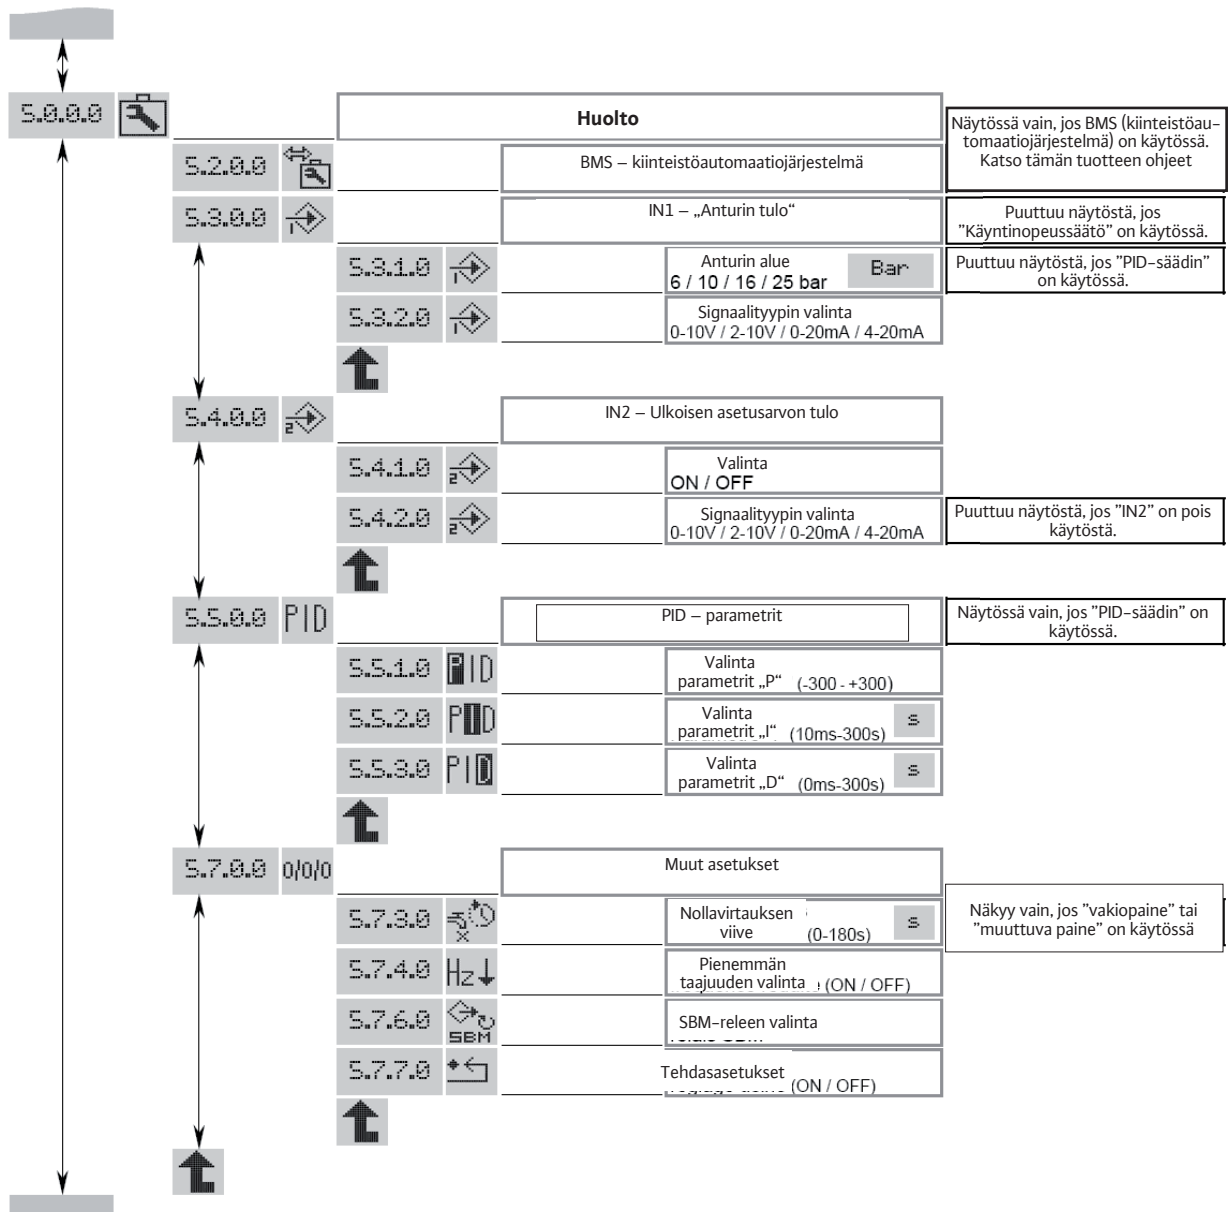 5.0.0.0
Huolto
Näytössä vain, jos BMS (kiinteistöau-
tomaatiojärjestelmä) on käytössä.
Katso tämän tuotteen ohjeet
5.2.0.0
BMS – kiinteistöautomaatiojärjestelmä
5.3.0.0
1
IN1 – „Anturin tulo“
Puuttuu näytöstä, jos
"Käyntinopeussäätö" on käytössä.
5.3.1.0
1
Anturin alue
6 / 10 / 16 / 25 bar
Bar
Puuttuu näytöstä, jos "PID-säädin"
on käytössä.
5.3.2.0
1
Signaalityypin valinta
0-10V / 2-10V / 0-20mA / 4-20mA
5.4.0.0
2
IN2 – Ulkoisen asetusarvon tulo
5.4.1.0
2
Valinta
ON / OFF
5.4.2.0
2
Signaalityypin valinta
0-10V / 2-10V / 0-20mA / 4-20mA
Puuttuu näytöstä, jos "IN2" on pois
käytöstä.
5.5.0.0
PID
PID – parametrit
Näytössä vain, jos "PID-säädin" on
käytössä.
5.5.1.0
PID
Valinta
parametrit „P“ (-300 - +300)
5.5.2.0
PID
Valinta
parametrit „I“ (10ms-300s)
s
5.5.3.0
PID
Valinta
parametrit „D“ (0ms-300s)
s
5.7.0.0
0/0/0
Muut asetukset
5.7.3.0
Nollavirtauksen
viive (0-180s)
s
Näkyy vain, jos "vakiopaine" tai
"muuttuva paine" on käytössä
5.7.4.0
Hz
Pienemmän
taajuuden valinta (ON / OFF)
5.7.6.0
SBM
SBM-releen valinta
5.7.7.0
Tehdasasetukset
(ON / OFF)